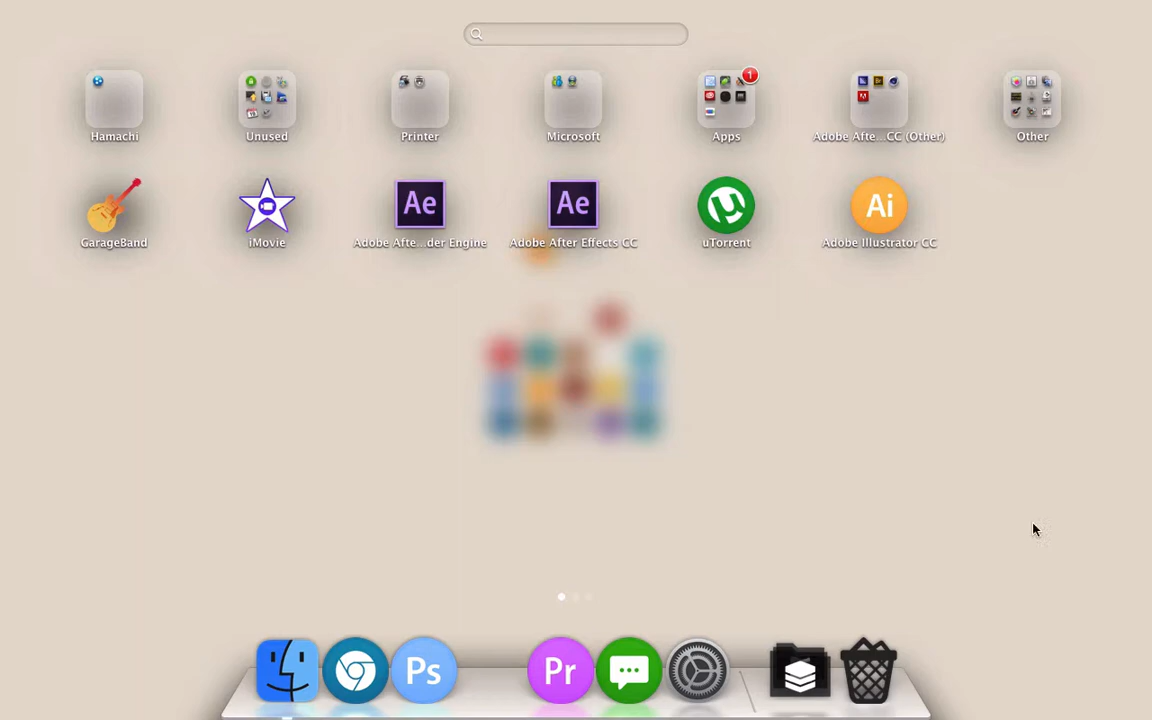 1
Hamachi
Unused
Printer
Microsoft
Apps
Adobe Afte...CC (Other)
Other
Ae
Ae
Ai
GarageBand
iMovie
Adobe Afte...der Engine
Adobe After Effects CC
uTorrent
Adobe Illustrator CC
Ps
Pr